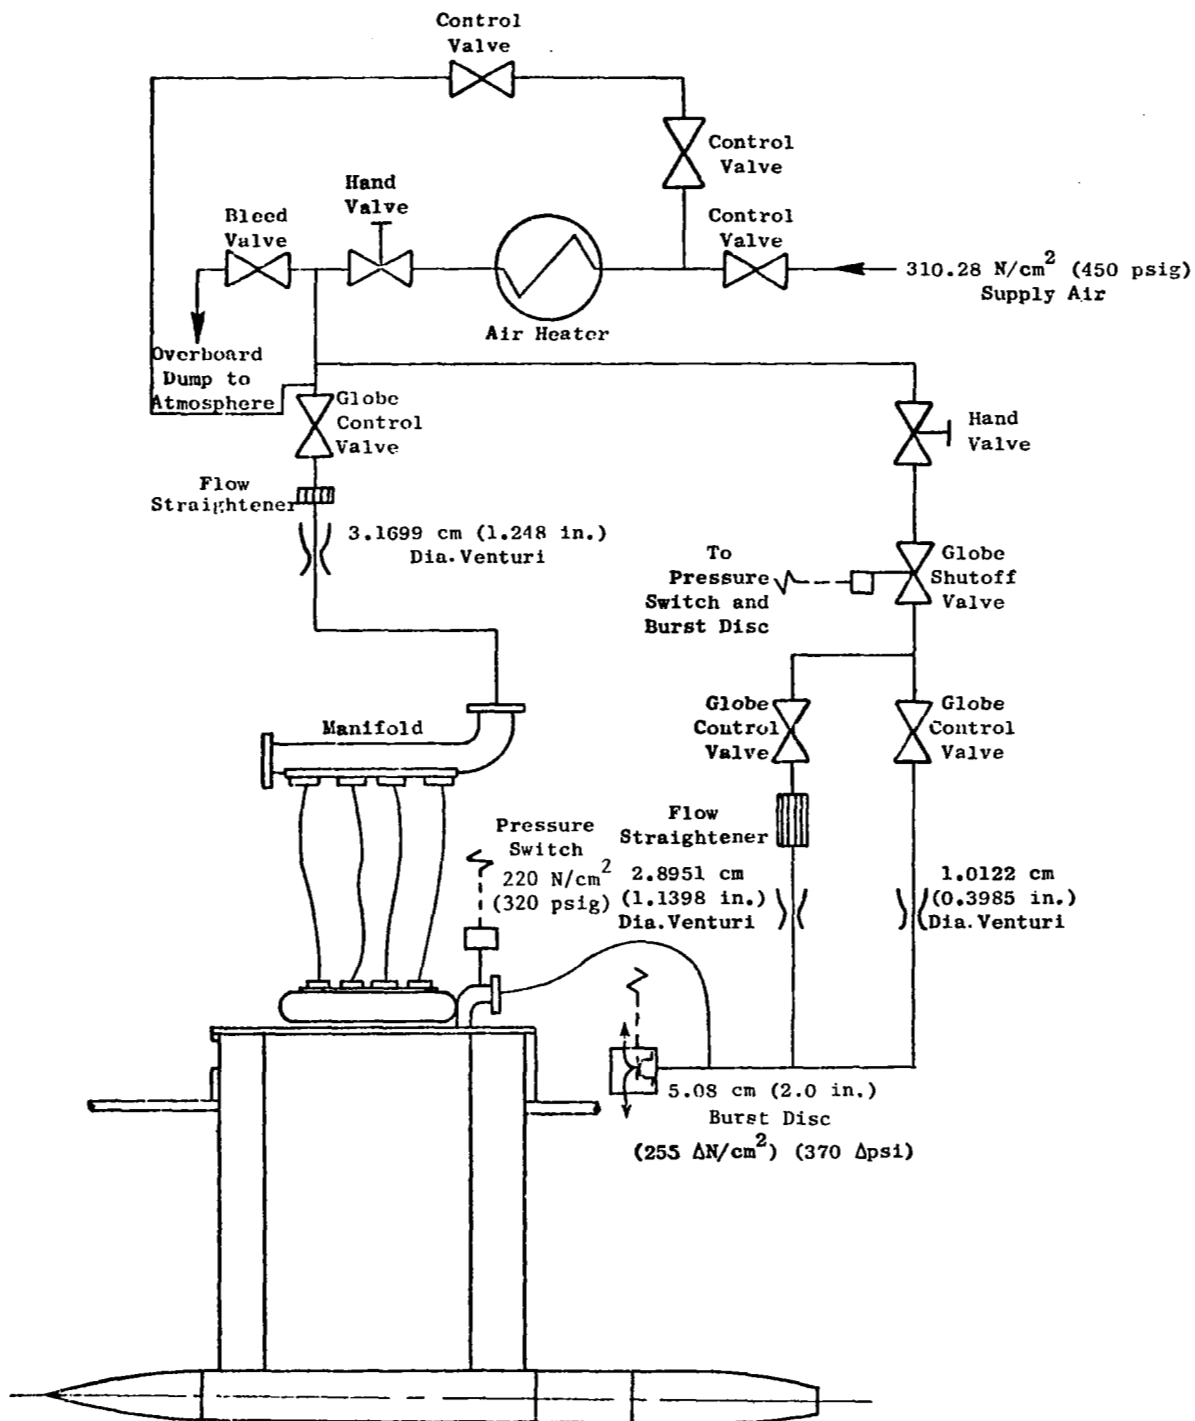 Control
Valve
Control
Valve
Hand
Valve
Bleed
Valve
Control
Valve
310.28 N/cm² (450 psig)
Supply Air
Air Heater
Overboard
Dump to
Atmosphere
Globe
Control
Valve
Hand
Valve
Flow
Straightener
3.1699 cm (1.248 in.)
Dia. Venturi
To
Pressure
Switch and
Burst Disc
Globe
Shutoff
Valve
Manifold
Globe
Control
Valve
Globe
Control
Valve
Flow
Straightener
Pressure
Switch
220 N/cm²
(320 psig)
2.8951 cm
(1.1398 in.)
Dia. Venturi
1.0122 cm
(0.3985 in.)
Dia. Venturi
5.08 cm (2.0 in.)
Burst Disc
(255 ΔN/cm²) (370 Δpsi)